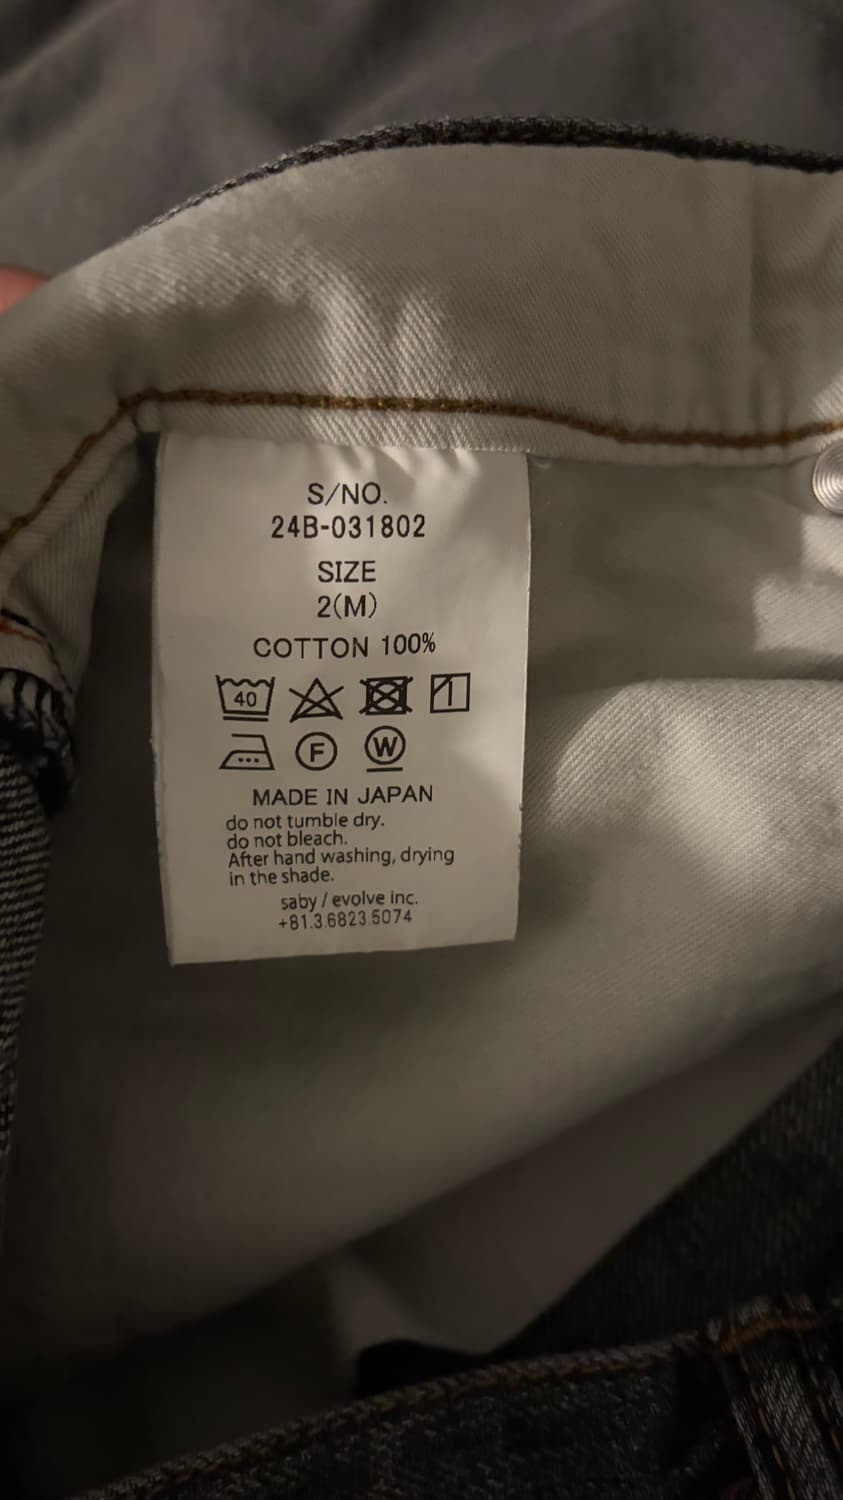 S/NO.
24B-031802
SIZE
2(M)
COTTON 100%
40
F W
MADE IN JAPAN
do not tumble dry.
do not bleach.
After hand washing, drying
in the shade.
saby / evolve inc.
+81.3.6823.5074